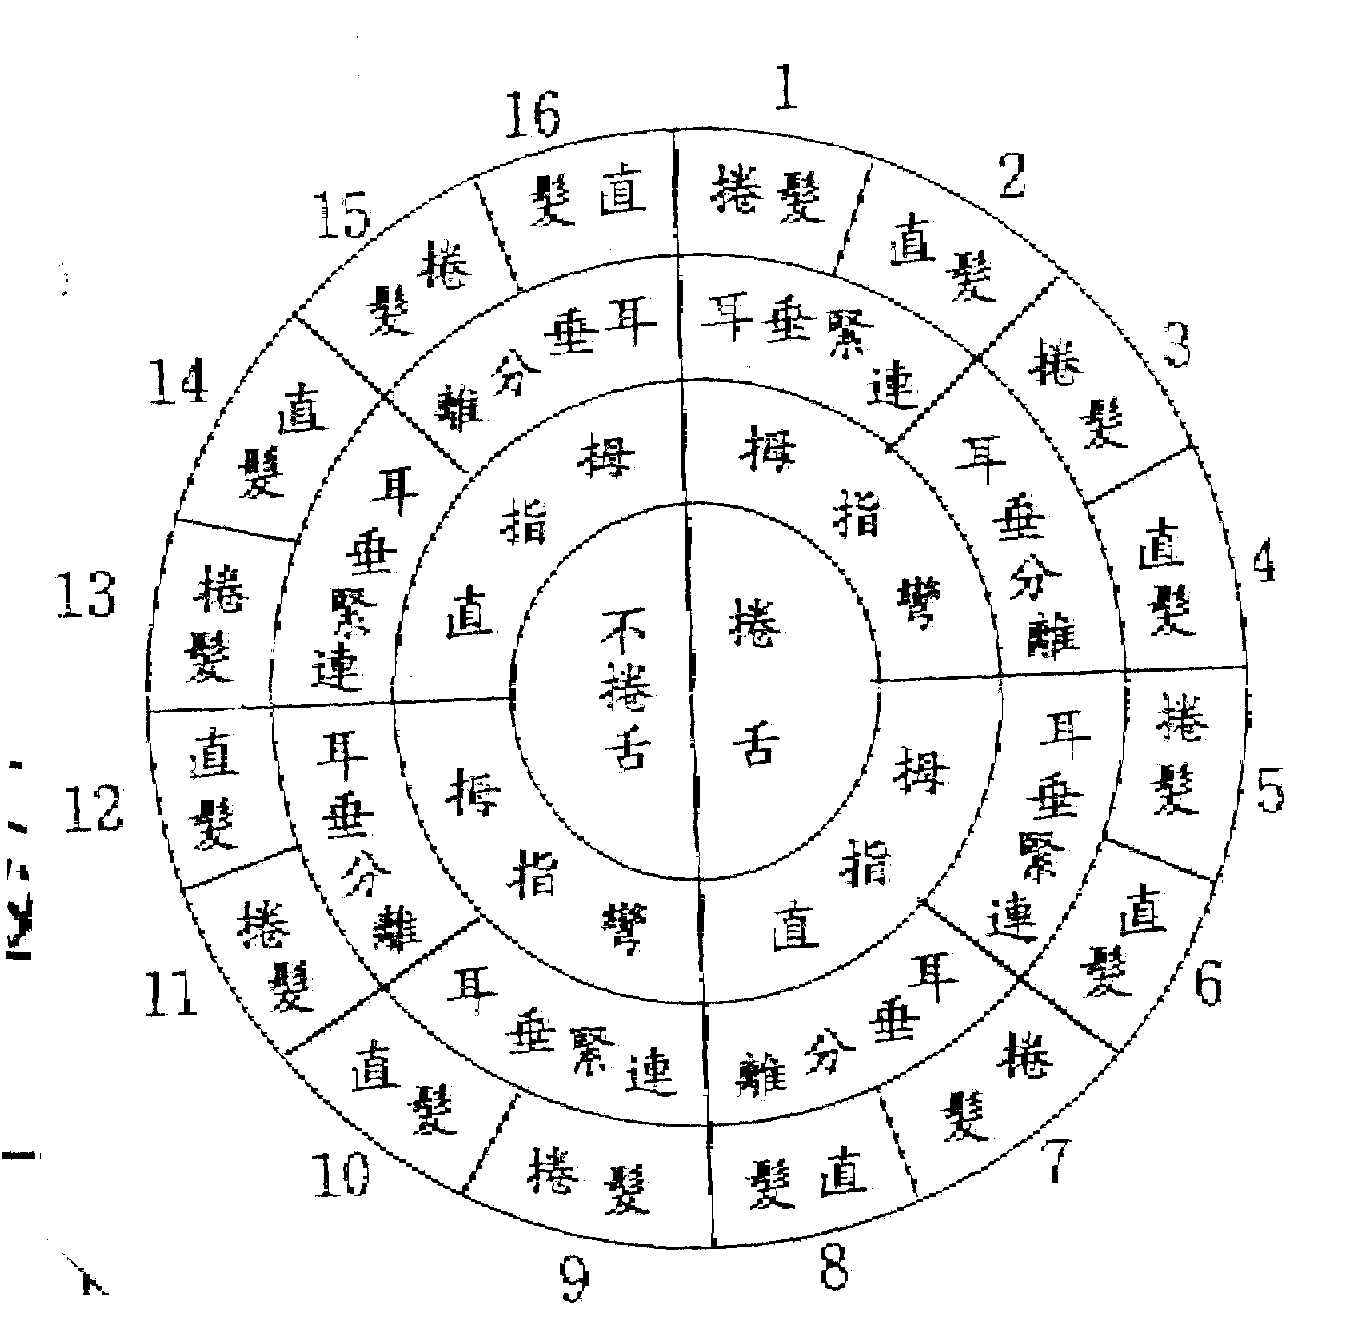 1
捲髮
2
直髮
3
捲髮
4
直髮
5
捲髮
6
直髮
7
捲髮
8
直髮
9
捲髮
10
直髮
11
捲髮
12
直髮
13
捲髮
14
直髮
15
捲髮
16
直髮
耳垂緊連
耳垂分離
耳垂緊連
耳垂分離
耳垂緊連
耳垂分離
耳垂緊連
耳垂分離
拇指彎
拇指直
拇指彎
拇指直
捲舌
不捲舌